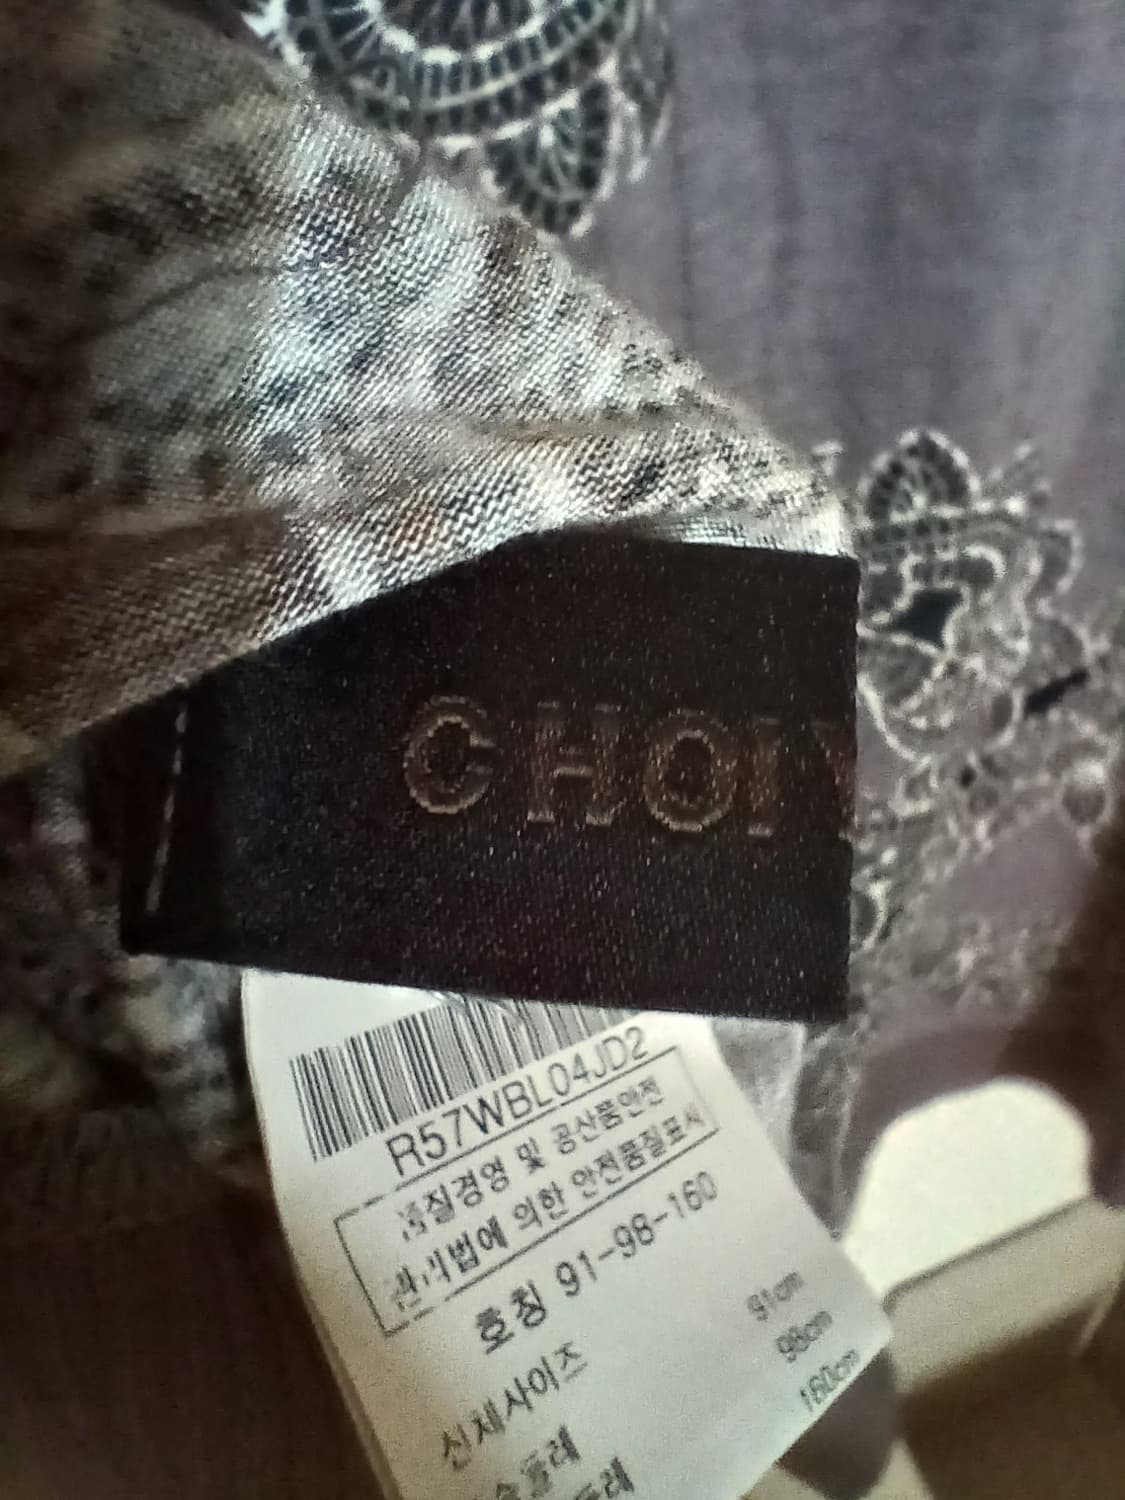 CHOIY
R57WBL04JD2
품질경영 및 공산품안전
관리법에 의한 안전품질표시
호칭 91-98-160
신체사이즈
91cm
98cm
160cm